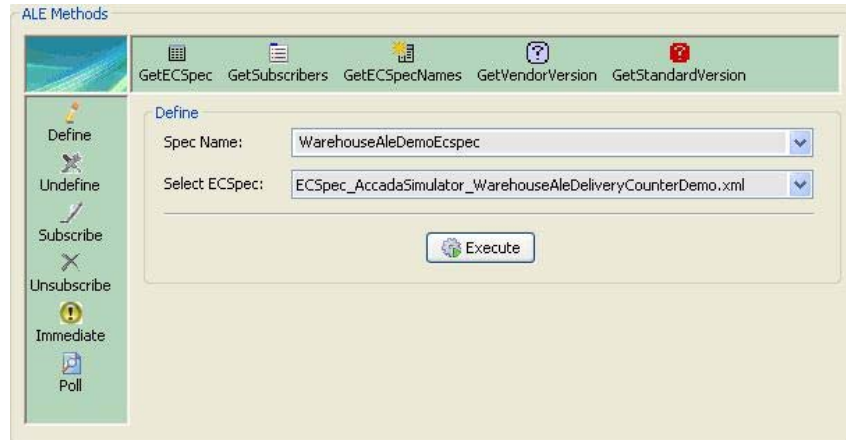 ALE Methods
GetECSpec GetSubscribers GetECSpecNames GetVendorVersion GetStandardVersion
Define
Undefine
Subscribe
Unsubscribe
Immediate
Poll
Define
Spec Name: WarehouseAleDemoEcspec
Select ECSpec: ECSpec_AccadaSimulator_WarehouseAleDeliveryCounterDemo.xml
Execute